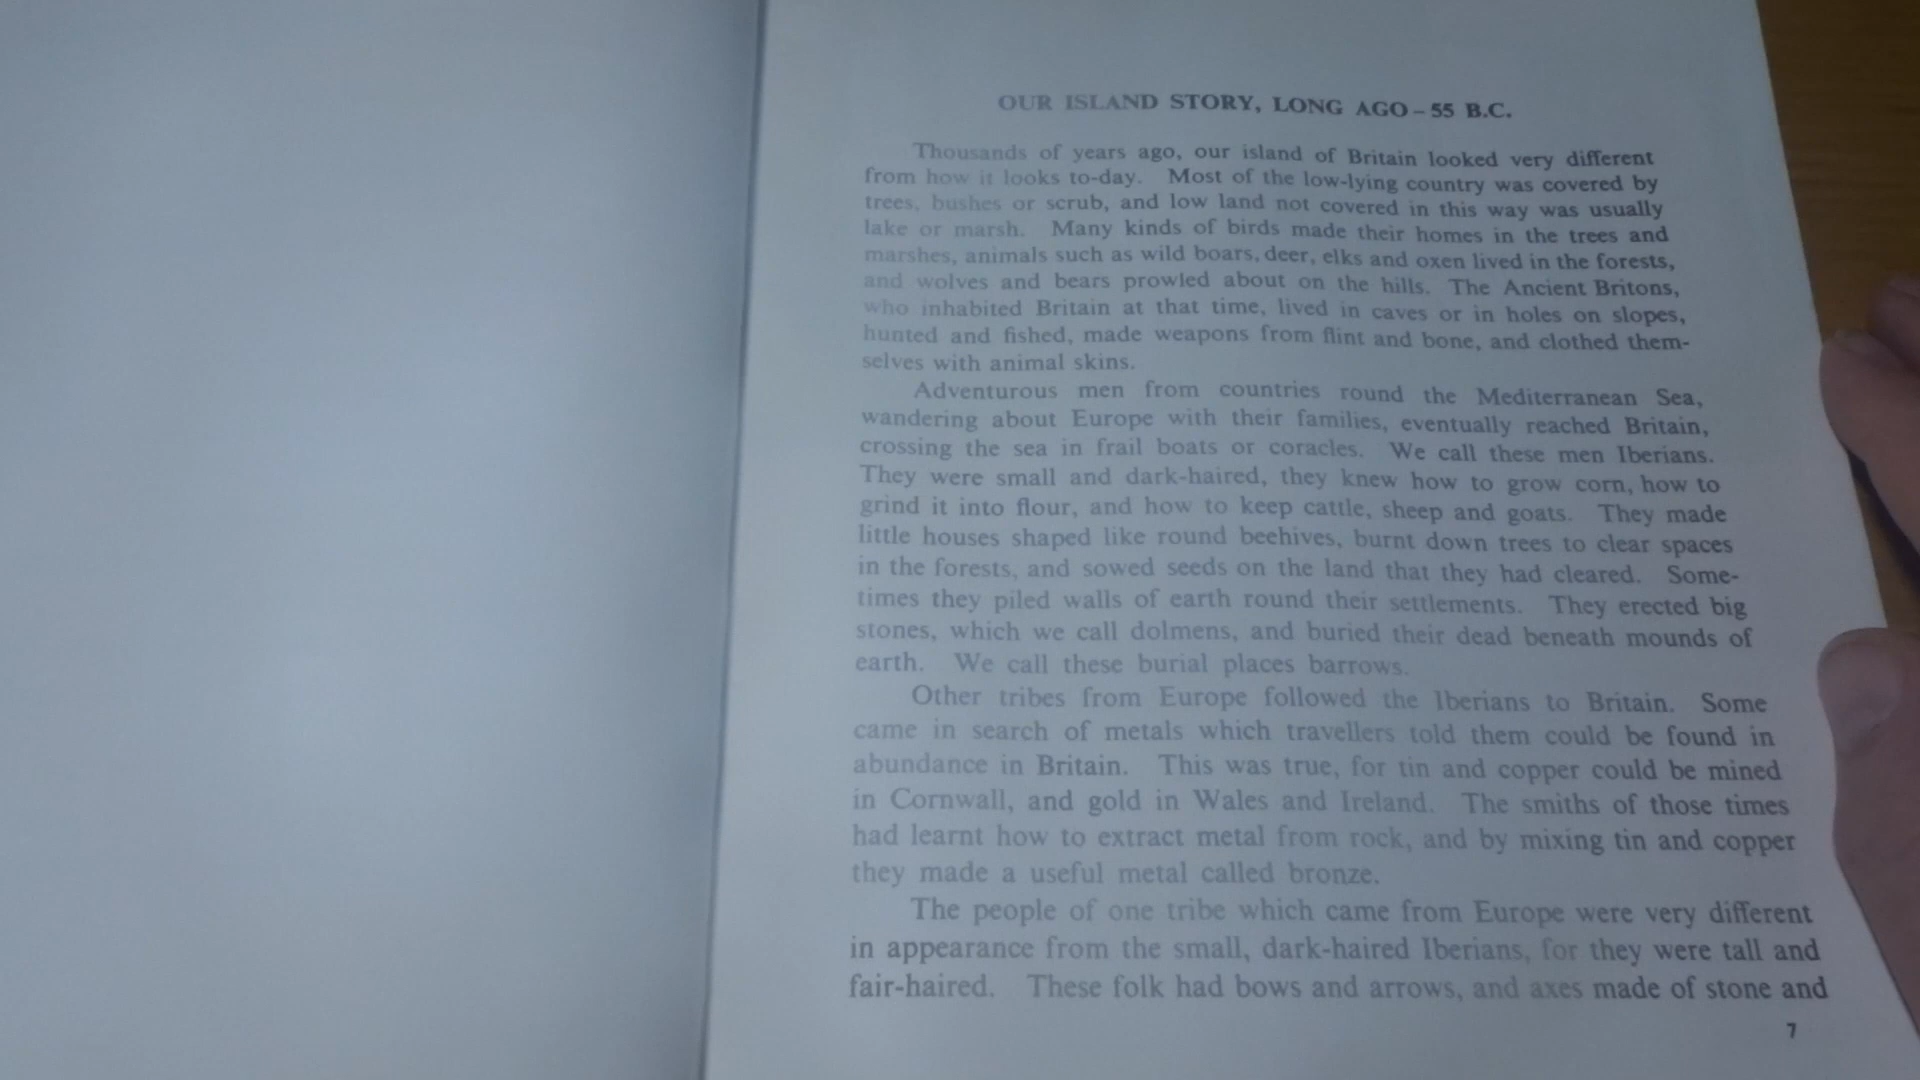 OUR ISLAND STORY, LONG AGO – 55 B.C.
Thousands of years ago, our island of Britain looked very different
from how it looks to-day. Most of the low-lying country was covered by
trees, bushes or scrub, and low land not covered in this way was usually
lake or marsh. Many kinds of birds made their homes in the trees and
marshes, animals such as wild boars, deer, elks and oxen lived in the forests,
and wolves and bears prowled about on the hills. The Ancient Britons,
who inhabited Britain at that time, lived in caves or in holes on slopes,
hunted and fished, made weapons from flint and bone, and clothed them-
selves with animal skins.
Adventurous men from countries round the Mediterranean Sea,
wandering about Europe with their families, eventually reached Britain,
crossing the sea in frail boats or coracles. We call these men Iberians.
They were small and dark-haired, they knew how to grow corn, how to
grind it into flour, and how to keep cattle, sheep and goats. They made
little houses shaped like round beehives, burnt down trees to clear spaces
in the forests, and sowed seeds on the land that they had cleared. Some-
times they piled walls of earth round their settlements. They erected big
stones, which we call dolmens, and buried their dead beneath mounds of
earth. We call these burial places barrows.
Other tribes from Europe followed the Iberians to Britain. Some
came in search of metals which travellers told them could be found in
abundance in Britain. This was true, for tin and copper could be mined
in Cornwall, and gold in Wales and Ireland. The smiths of those times
had learnt how to extract metal from rock, and by mixing tin and copper
they made a useful metal called bronze.
The people of one tribe which came from Europe were very different
in appearance from the small, dark-haired Iberians, for they were tall and
fair-haired. These folk had bows and arrows, and axes made of stone and
7